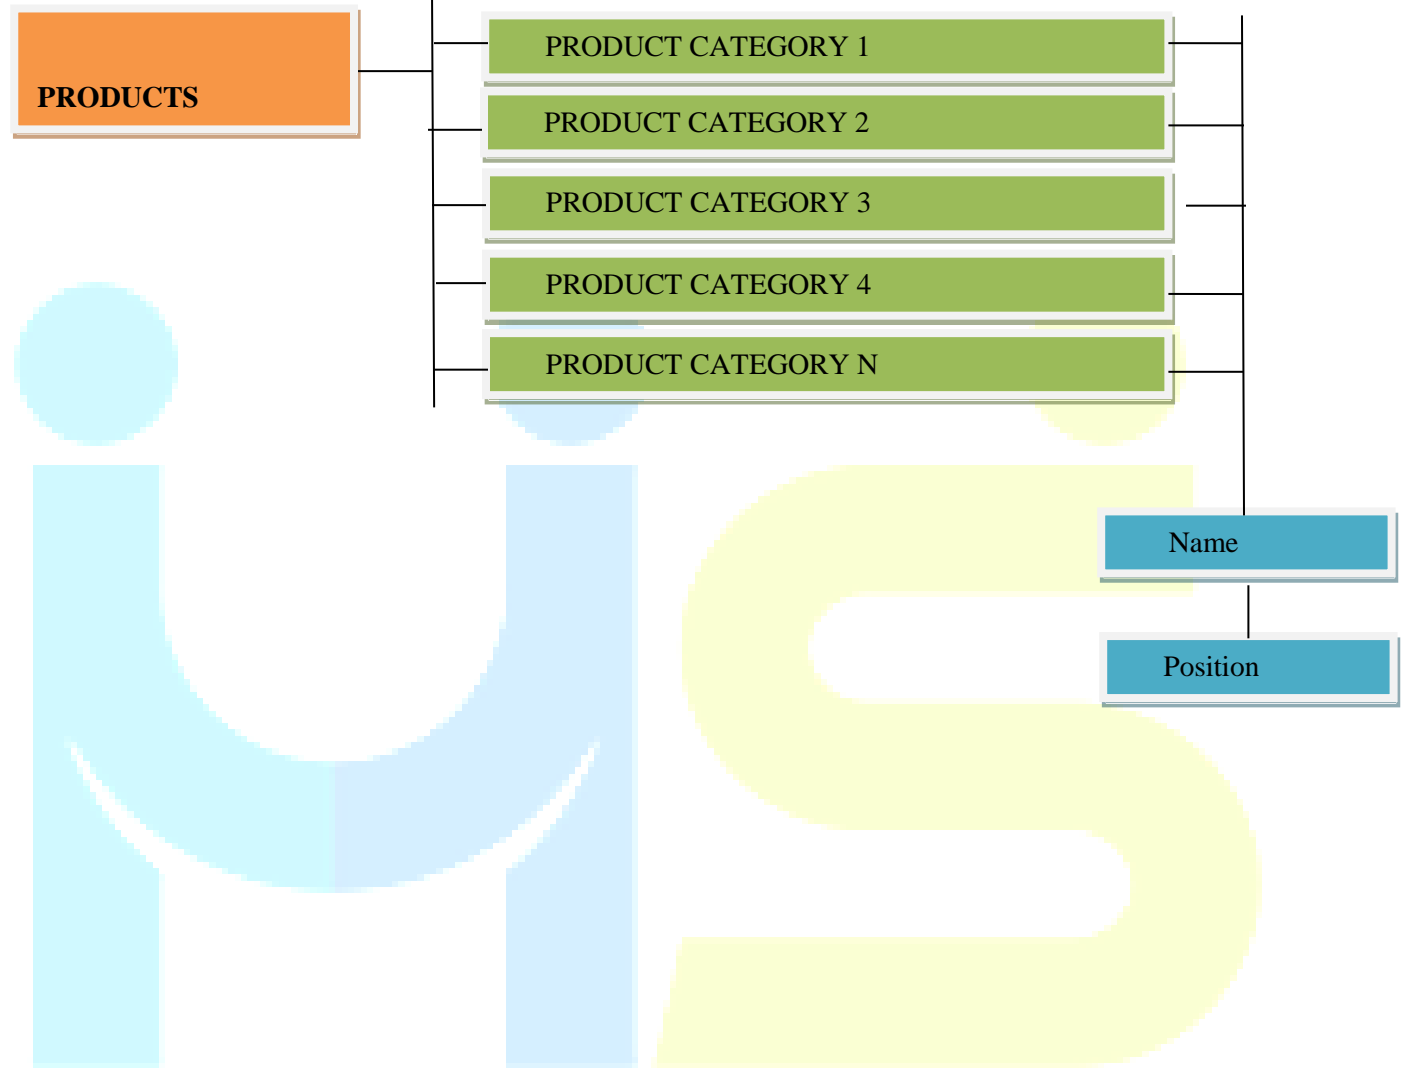 PRODUCTS
PRODUCT CATEGORY 1
PRODUCT CATEGORY 2
PRODUCT CATEGORY 3
PRODUCT CATEGORY 4
PRODUCT CATEGORY N
Name
Position